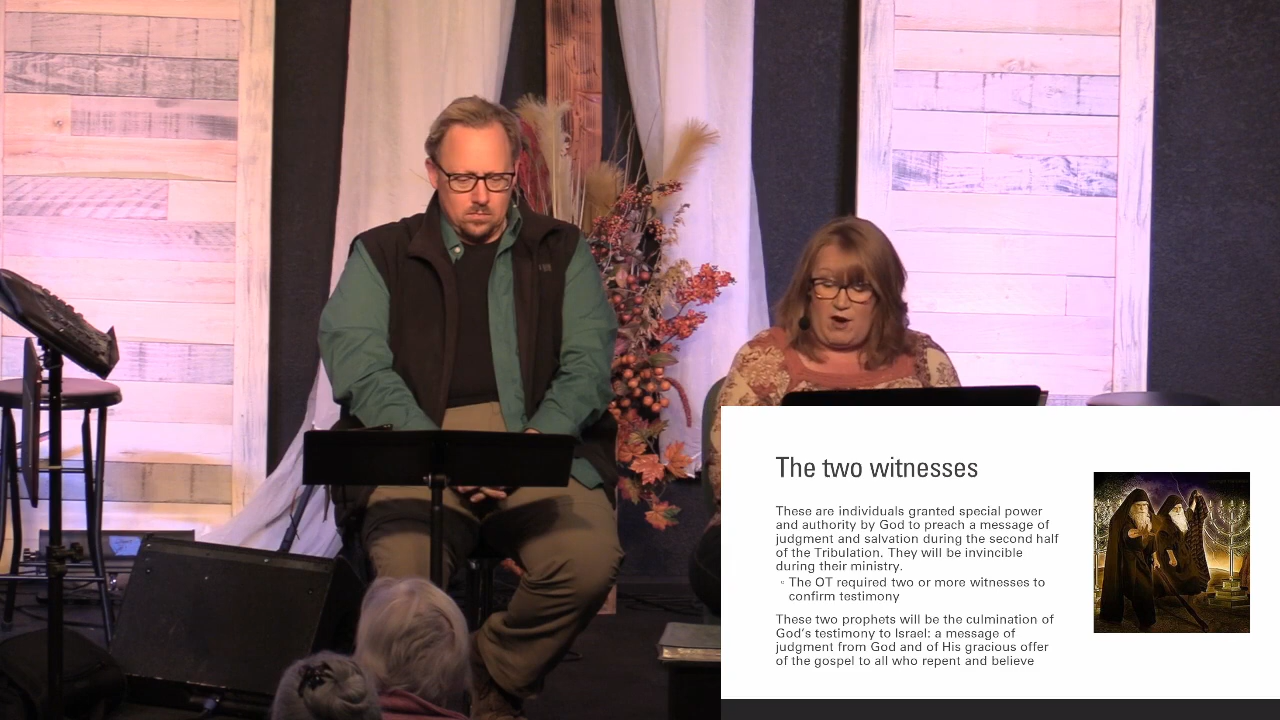 The two witnesses
These are individuals granted special power
and authority by God to preach a message of
judgment and salvation during the second half
of the Tribulation. They will be invincible
during their ministry.
◦ The OT required two or more witnesses to
confirm testimony
These two prophets will be the culmination of
God's testimony to Israel: a message of
judgment from God and of His gracious offer
of the gospel to all who repent and believe